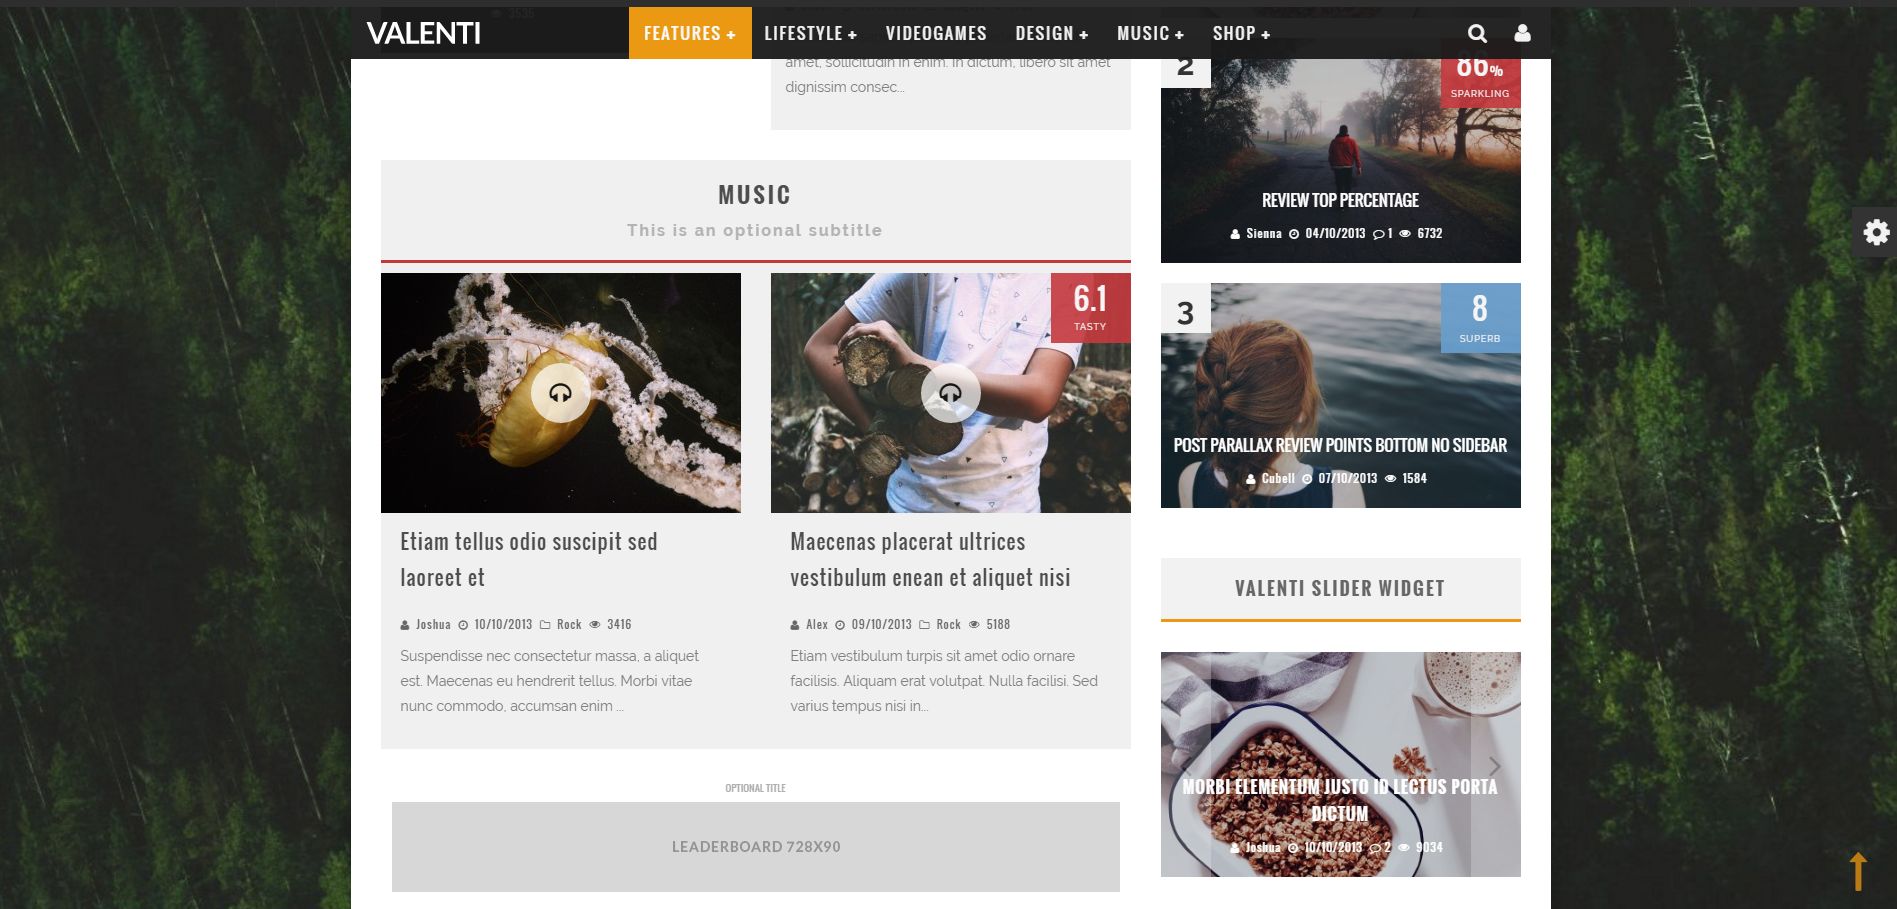 VALENTI
FEATURES +
LIFESTYLE +
VIDEOGAMES
DESIGN +
MUSIC +
SHOP +
amet, sollicitudin in enim. In dictum, libero sit amet
dignissim consec...
MUSIC
This is an optional subtitle
6.1
TASTY
Etiam tellus odio suscipit sed
laoreet et
Joshua 10/10/2013 Rock 3416
Suspendisse nec consectetur massa, a aliquet
est. Maecenas eu hendrerit tellus. Morbi vitae
nunc commodo, accumsan enim ...
Maecenas placerat ultrices
vestibulum enean et aliquet nisi
Alex 09/10/2013 Rock 5188
Etiam vestibulum turpis sit amet odio ornare
facilisis. Aliquam erat volutpat. Nulla facilisi. Sed
varius tempus nisi in...
OPTIONAL TITLE
LEADERBOARD 728X90
2
86%
SPARKLING
REVIEW TOP PERCENTAGE
Sienna 04/10/2013 1 6732
3
8
SUPERB
POST PARALLAX REVIEW POINTS BOTTOM NO SIDEBAR
Cubell 07/10/2013 1584
VALENTI SLIDER WIDGET
MORBI ELEMENTUM JUSTO ID LECTUS PORTA
DICTUM
Joshua 10/10/2013 2 9034